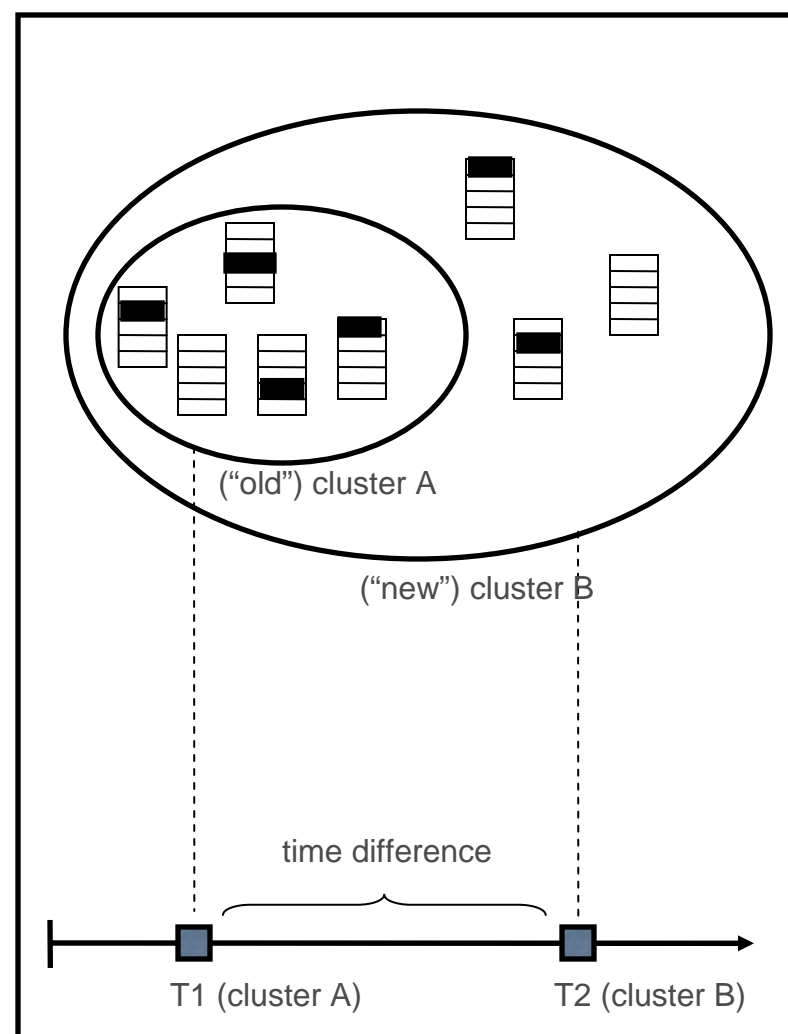 (“old”) cluster A
(“new”) cluster B
time difference
T1 (cluster A)
T2 (cluster B)